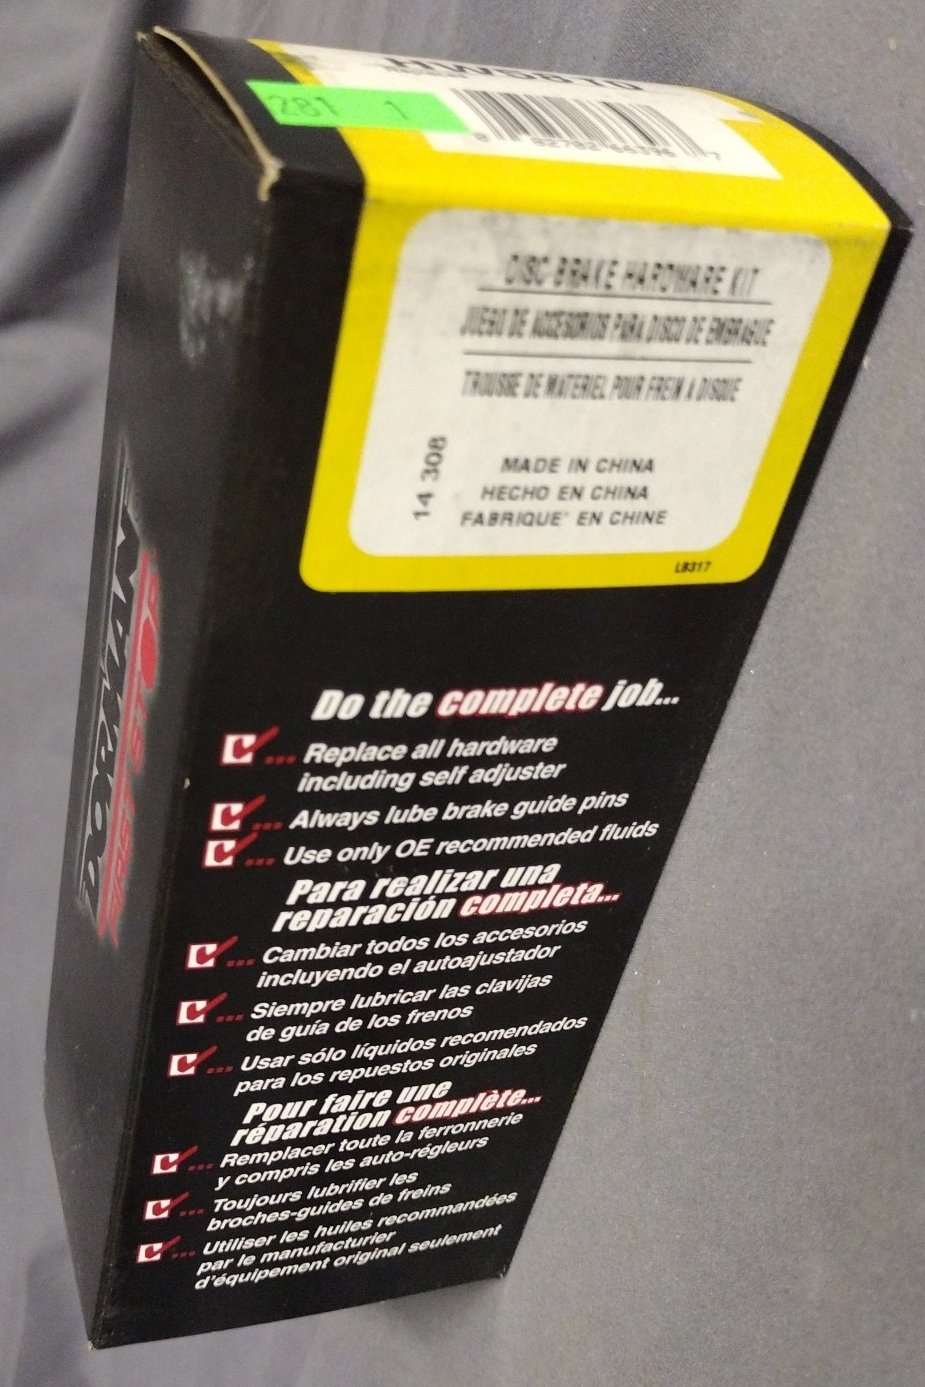 281 1
DISC BRAKE HARDWARE KIT
JUEGO DE ACCESORIOS PARA DISCO DE EMBRAGUE
TROUSSE DE MATERIEL POUR FREIN A DISQUE
14 308
MADE IN CHINA
HECHO EN CHINA
FABRIQUE' EN CHINE
LB317
DORMAN
FIRST STOP
Do the complete job...
... Replace all hardware
including self adjuster
... Always lube brake guide pins
... Use only OE recommended fluids
Para realizar una
reparación completa...
... Cambiar todos los accesorios
incluyendo el autoajustador
... Siempre lubricar las clavijas
de guía de los frenos
... Usar sólo líquidos recomendados
para los repuestos originales
Pour faire une
réparation complète...
... Remplacer toute la ferronnerie
y compris les auto-régleurs
... Toujours lubrifier les
broches-guides de freins
... Utiliser les huiles recommandées
par le manufacturier
d'équipement original seulement